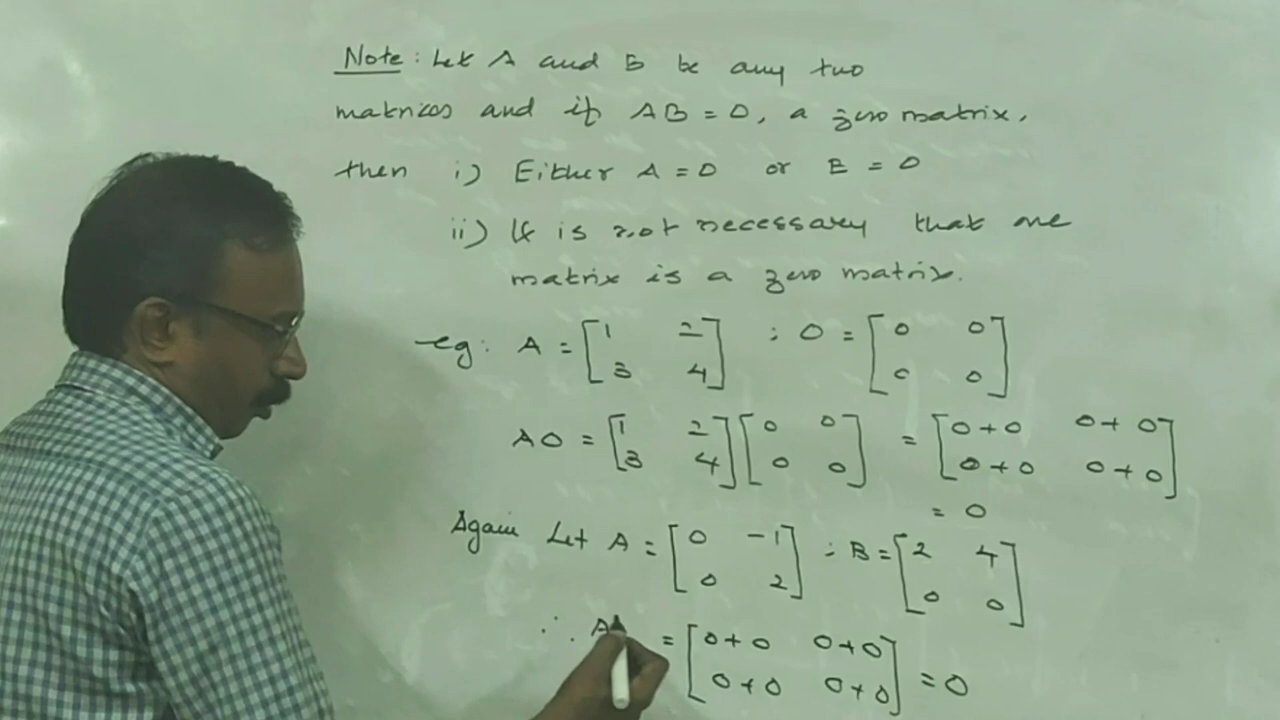 Note : Let A and B be any two
matrices and if AB = 0, a zero matrix,
then i) Either A = 0 or B = 0
ii) It is not necessary that one
matrix is a zero matrix.
eg: A = [1 2 ; 0 = [0 0
3 4] 0 0]
A0 = [1 2 [0 0 = [0+0 0+0
3 4] 0 0] 0+0 0+0]
= 0
Again Let A = [0 -1 ; B = [2 4
0 2] 0 0]
∴ A = [0+0 0+0
0+0 0+0] = 0